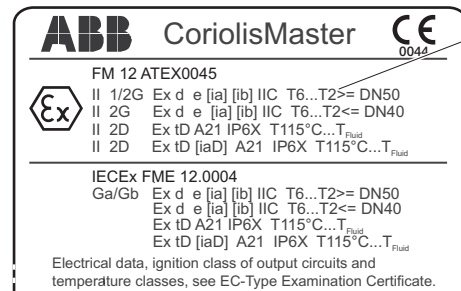 ABB CoriolisMaster CE
0044
FM 12 ATEX0045
Ex II 1/2G Ex d e [ia] [ib] IIC T6...T2>= DN50
II 2G Ex d e [ia] [ib] IIC T6...T2<= DN40
II 2D Ex tD A21 IP6X T115°C...TFluid
II 2D Ex tD [iaD] A21 IP6X T115°C...TFluid
IECEx FME 12.0004
Ga/Gb Ex d e [ia] [ib] IIC T6...T2>= DN50
Ex d e [ia] [ib] IIC T6...T2<= DN40
Ex tD A21 IP6X T115°C...TFluid
Ex tD [iaD] A21 IP6X T115°C...TFluid
Electrical data, ignition class of output circuits and
temperature classes, see EC-Type Examination Certificate.